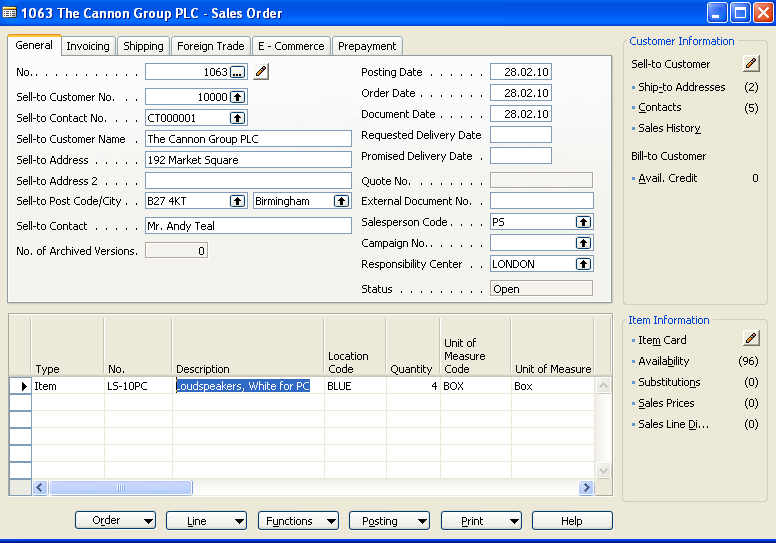 1063 The Cannon Group PLC - Sales Order
General Invoicing Shipping Foreign Trade E - Commerce Prepayment
No. . . . . . . . . . . . 1063 ...
Sell-to Customer No. . . 10000
Sell-to Contact No. . . . CT000001
Sell-to Customer Name . The Cannon Group PLC
Sell-to Address . . . . . 192 Market Square
Sell-to Address 2 . . . .
Sell-to Post Code/City . . B27 4KT Birmingham
Sell-to Contact . . . . . Mr. Andy Teal
No. of Archived Versions. 0
Posting Date . . . . . . 28.02.10
Order Date . . . . . . . 28.02.10
Document Date . . . . . 28.02.10
Requested Delivery Date
Promised Delivery Date .
Quote No. . . . . . . . .
External Document No. . .
Salesperson Code . . . . PS
Campaign No. . . . . . .
Responsibility Center . . LONDON
Status . . . . . . . . . Open
Customer Information
Sell-to Customer
Ship-to Addresses (2)
Contacts (5)
Sales History
Bill-to Customer
Avail. Credit 0
Type No. Description Location Code Quantity Unit of Measure Code Unit of Measure
Item LS-10PC Loudspeakers, White for PC BLUE 4 BOX Box
Item Information
Item Card
Availability (96)
Substitutions (0)
Sales Prices (0)
Sales Line Di... (0)
Order Line Functions Posting Print Help